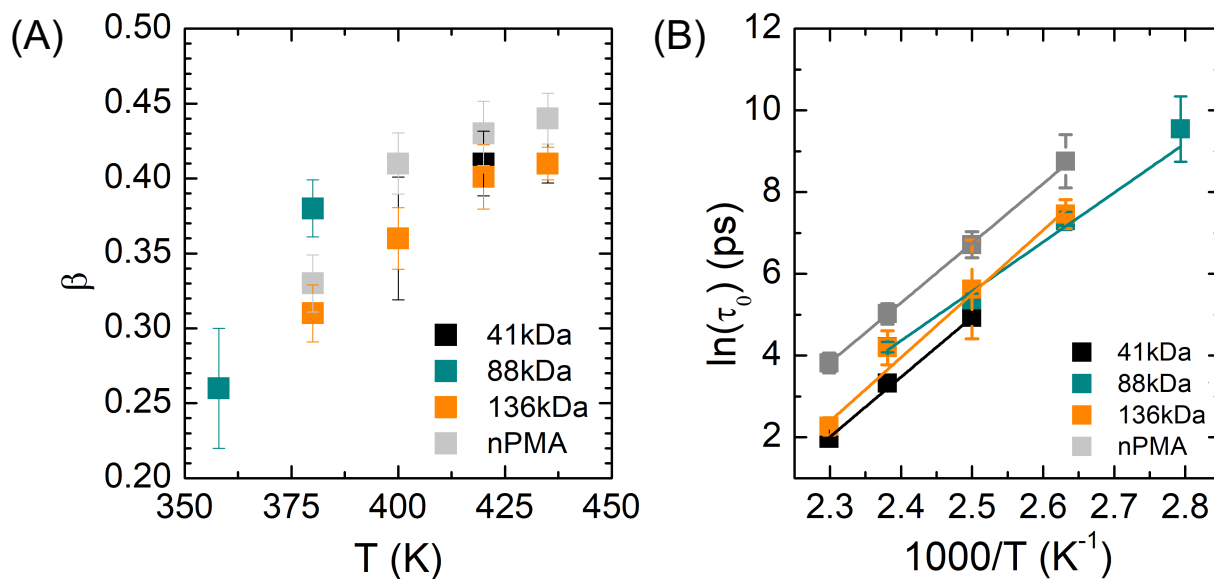 (A)
0.50
0.45
0.40
0.35
0.30
0.25
0.20
β
350 375 400 425 450
T (K)
41kDa
88kDa
136kDa
nPMA
(B)
10
8
6
4
2
ln(τ0) (ps)
2.3 2.4 2.5 2.6 2.7 2.8
1000/T (K-1)
41kDa
88kDa
136kDa
nPMA